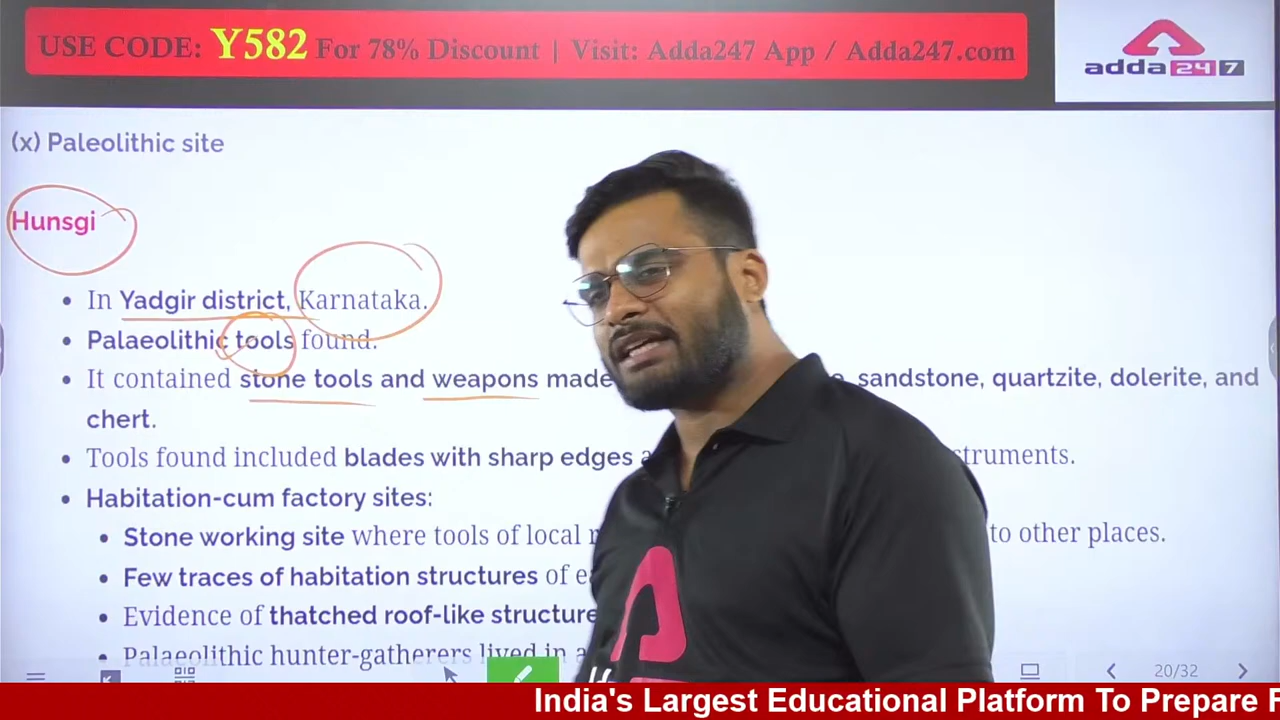 USE CODE: Y582 For 78% Discount | Visit: Adda247 App / Adda247.com
adda 247
(x) Paleolithic site
Hunsgi
• In Yadgir district, Karnataka.
• Palaeolithic tools found.
• It contained stone tools and weapons made sandstone, quartzite, dolerite, and
chert.
• Tools found included blades with sharp edges
• Habitation-cum factory sites:
• Stone working site where tools of local to other places.
• Few traces of habitation structures of
• Evidence of thatched roof-like structure
• Palaeolithic hunter-gatherers lived in
20/32
India's Largest Educational Platform To Prepare